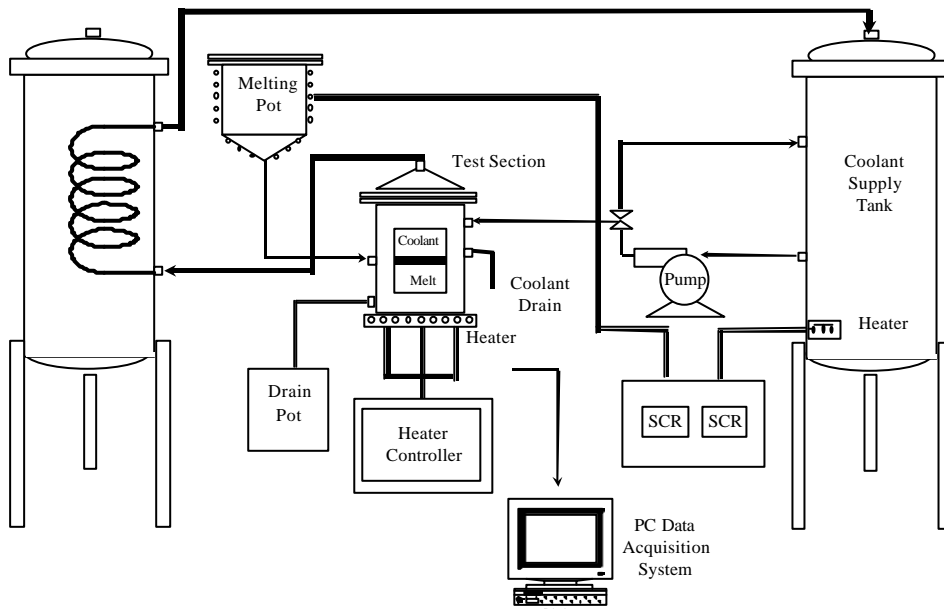 Melting
Pot
Test Section
Coolant
Supply
Tank
Coolant
Melt
Coolant
Drain
Pump
Heater
Heater
Drain
Pot
Heater
Controller
SCR
SCR
PC Data
Acquisition
System